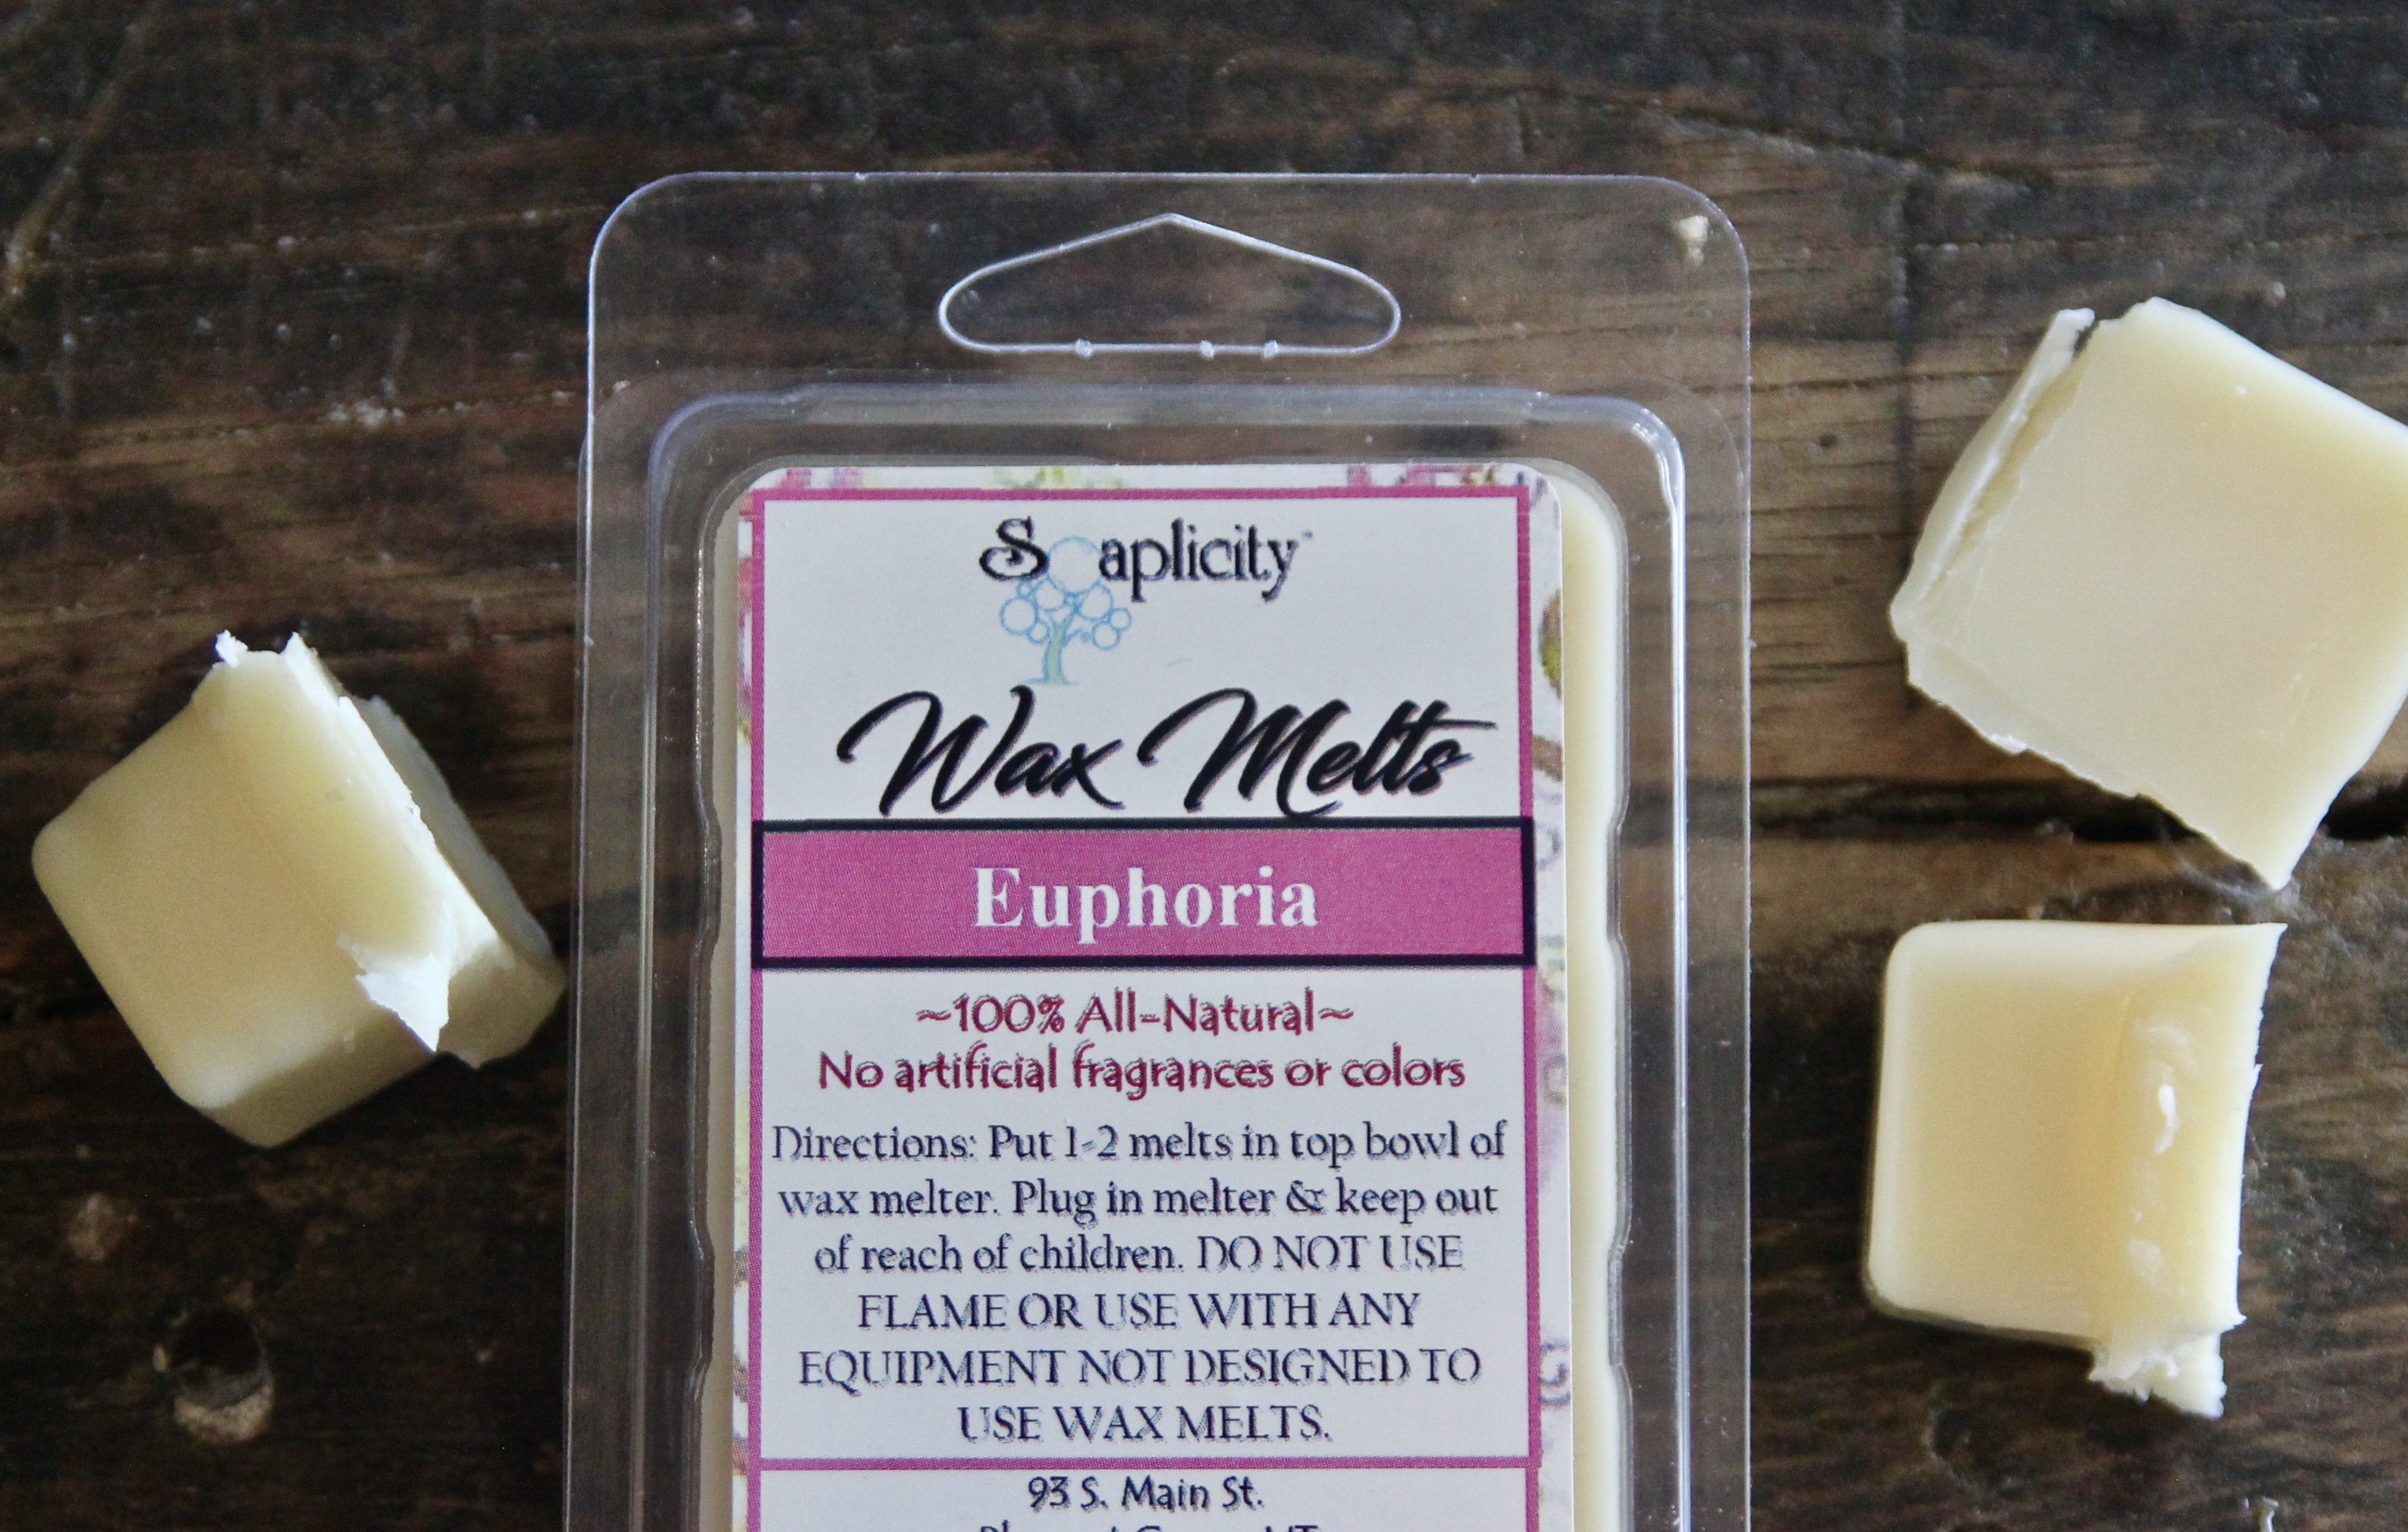 Soaplicity™
Wax Melts
Euphoria
~100% All-Natural~
No artificial fragrances or colors
Directions: Put 1-2 melts in top bowl of
wax melter. Plug in melter & keep out
of reach of children. DO NOT USE
FLAME OR USE WITH ANY
EQUIPMENT NOT DESIGNED TO
USE WAX MELTS.
93 S. Main St.